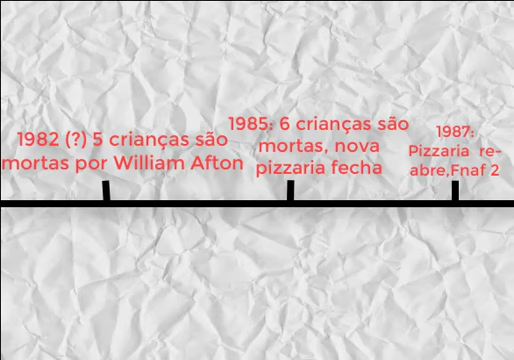 1982 (?) 5 crianças são
mortas por William Afton
1985: 6 crianças são
mortas, nova
pizzaria fecha
1987:
Pizzaria re-
abre,Fnaf 2